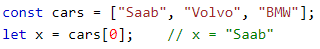 const cars = ["Saab", "Volvo", "BMW"];
let x = cars[0];    // x = "Saab"